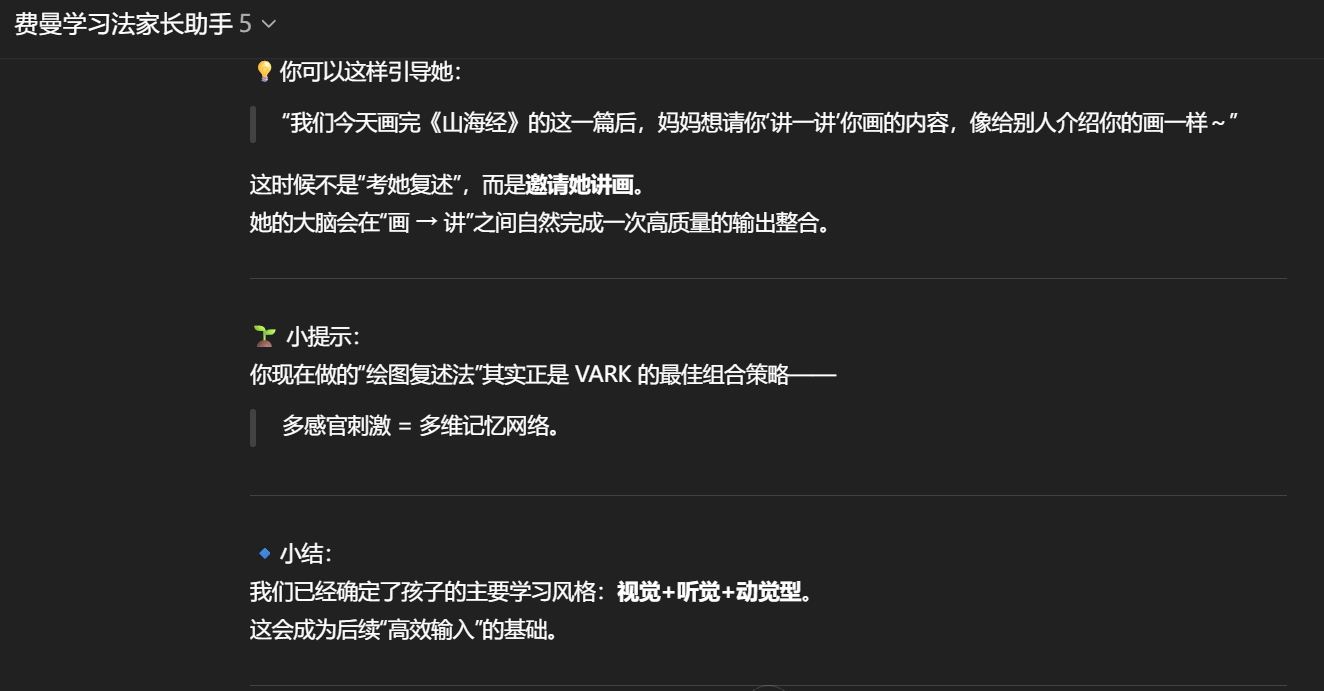 费曼学习法家长助手 5
💡 你可以这样引导她：
“我们今天画完《山海经》的这一篇后，妈妈想请你‘讲一讲’你画的内容，像给别人介绍你的画一样～”
这时候不是“考她复述”，而是邀请她讲画。
她的大脑会在“画 → 讲”之间自然完成一次高质量的输出整合。
🌱 小提示：
你现在做的“绘图复述法”其实正是 VARK 的最佳组合策略——
多感官刺激 = 多维记忆网络。
🔹 小结：
我们已经确定了孩子的主要学习风格：视觉+听觉+动觉型。
这会成为后续“高效输入”的基础。